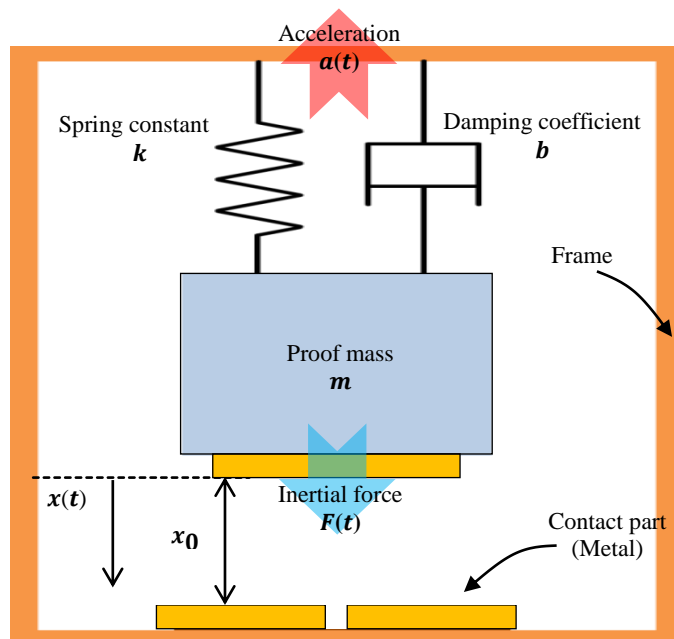 Acceleration
a(t)
Spring constant
k
Damping coefficient
b
Frame
Proof mass
m
x(t)
x0
Inertial force
F(t)
Contact part
(Metal)